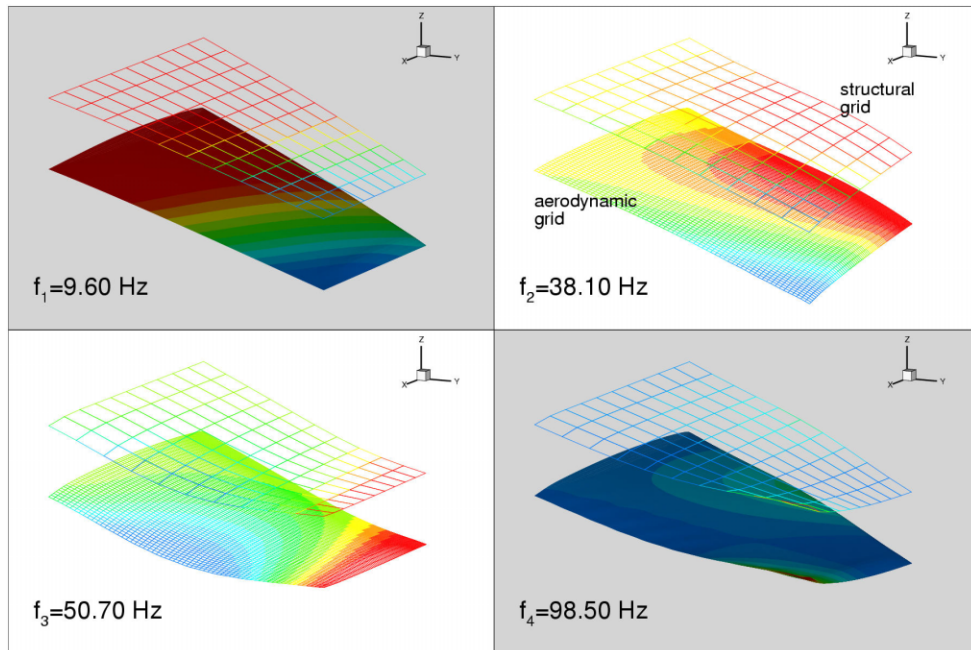 Z
X Y
f₁=9.60 Hz
Z
X Y
structural
grid
aerodynamic
grid
f₂=38.10 Hz
Z
X Y
f₃=50.70 Hz
Z
X Y
f₄=98.50 Hz